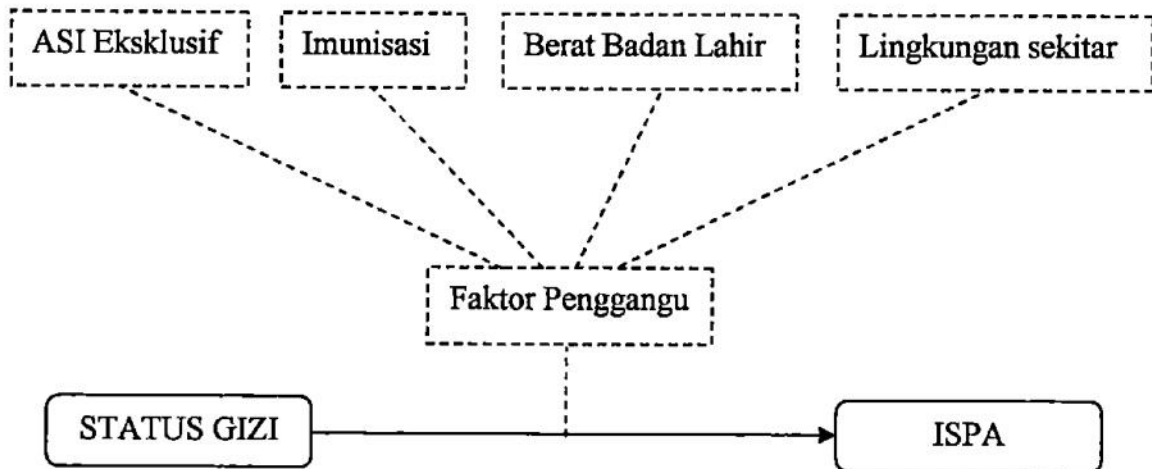 ASI Eksklusif
Imunisasi
Berat Badan Lahir
Lingkungan sekitar
Faktor Penggangu
STATUS GIZI
ISPA